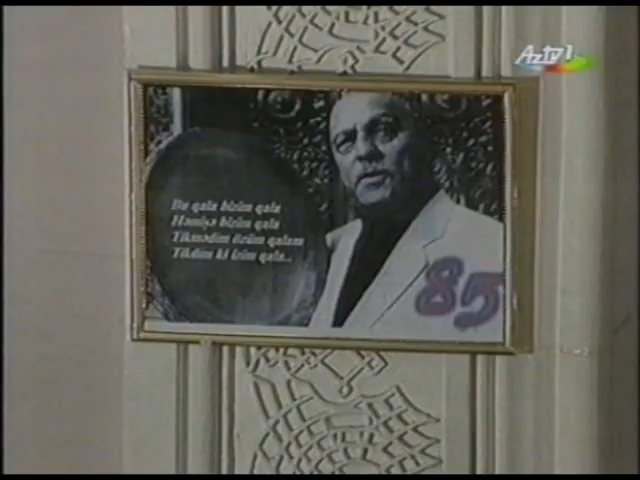 AzTV1
Bu qala bizim qala
Həmişə bizim qala
Tikmədim özüm qalam
Tikdim ki izim qala...
85